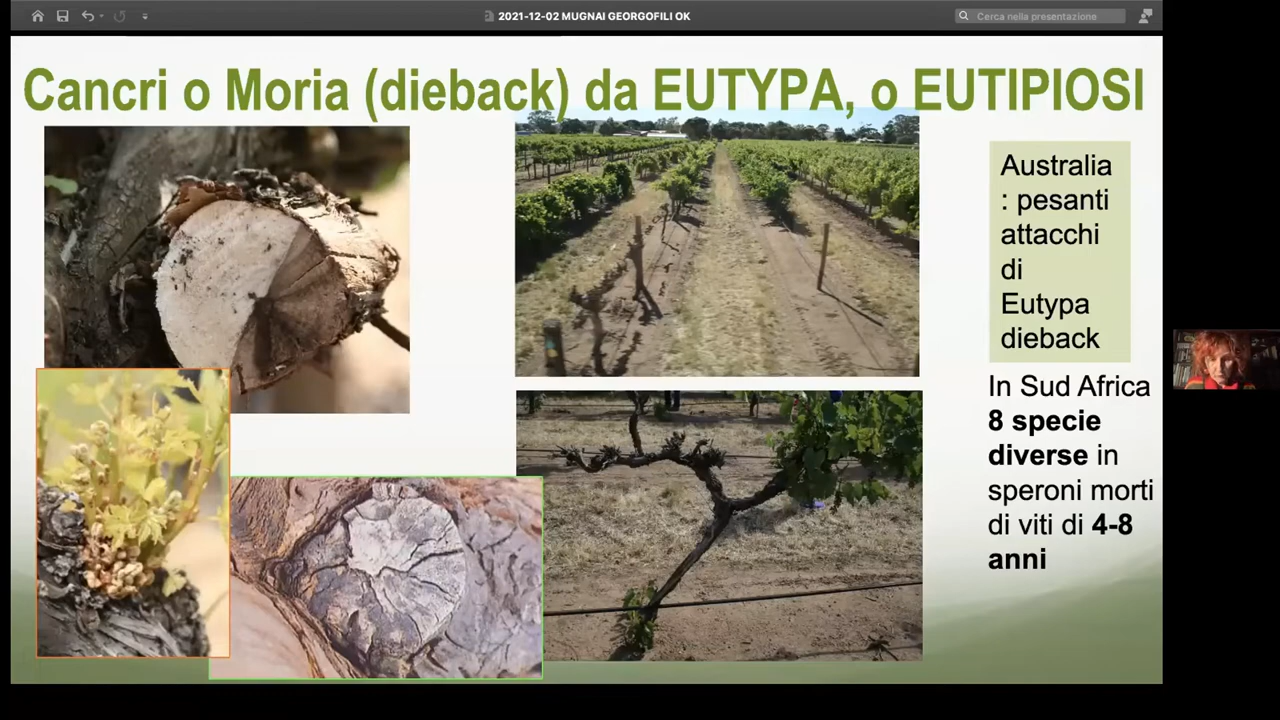 2021-12-02 MUGNAI GEORGOFILI OK
Cerca nella presentazione
Cancri o Moria (dieback) da EUTYPA, o EUTIPIOSI
Australia
: pesanti
attacchi
di
Eutypa
dieback
In Sud Africa
8 specie
diverse in
speroni morti
di viti di 4-8
anni